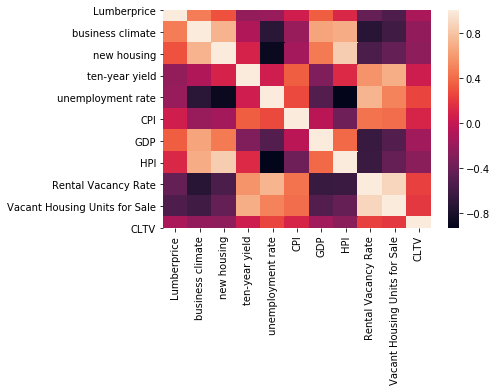 Lumberprice
business climate
new housing
ten-year yield
unemployment rate
CPI
GDP
HPI
Rental Vacancy Rate
Vacant Housing Units for Sale
CLTV
Lumberprice
business climate
new housing
ten-year yield
unemployment rate
CPI
GDP
HPI
Rental Vacancy Rate
Vacant Housing Units for Sale
CLTV
0.8
0.4
0.0
−0.4
−0.8